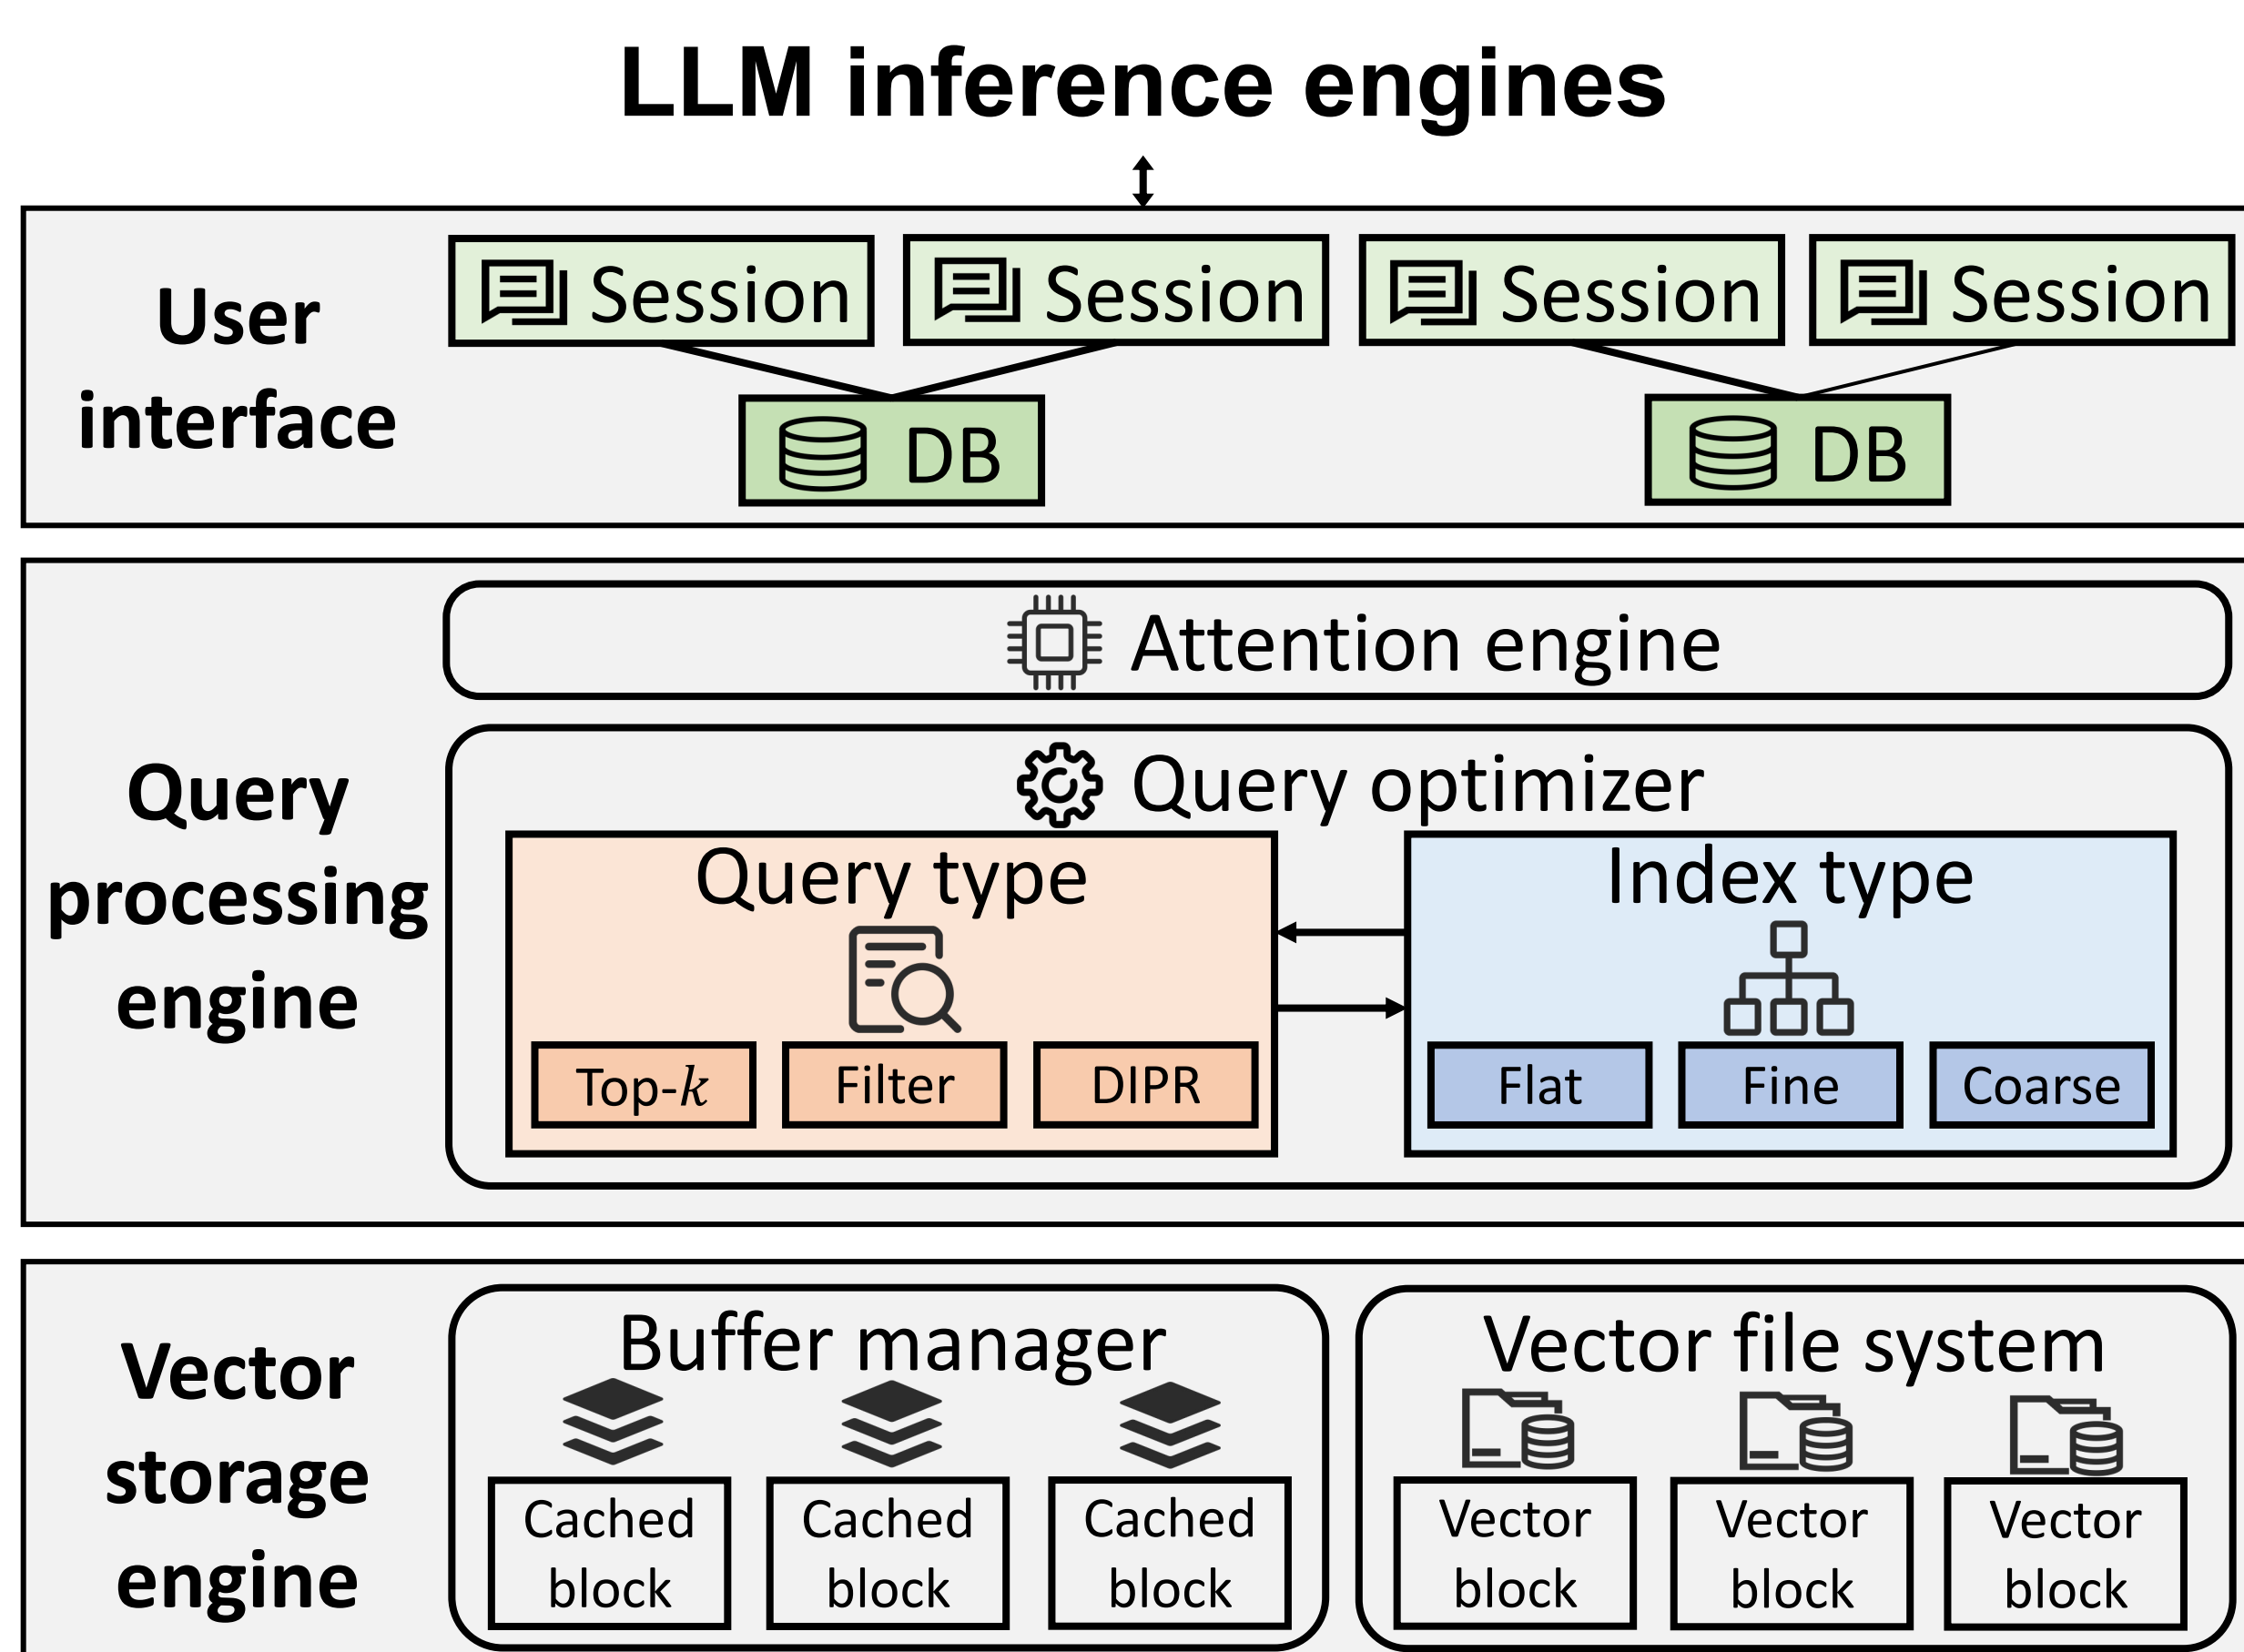 LLM inference engines
User
interface
Session
Session
Session
Session
DB
DB
Query
processing
engine
Attention engine
Query optimizer
Query type
Top-k
Filter
DIPR
Index type
Flat
Fine
Coarse
Vector
storage
engine
Buffer manager
Cached
block
Cached
block
Cached
block
Vector file system
Vector
block
Vector
block
Vector
block